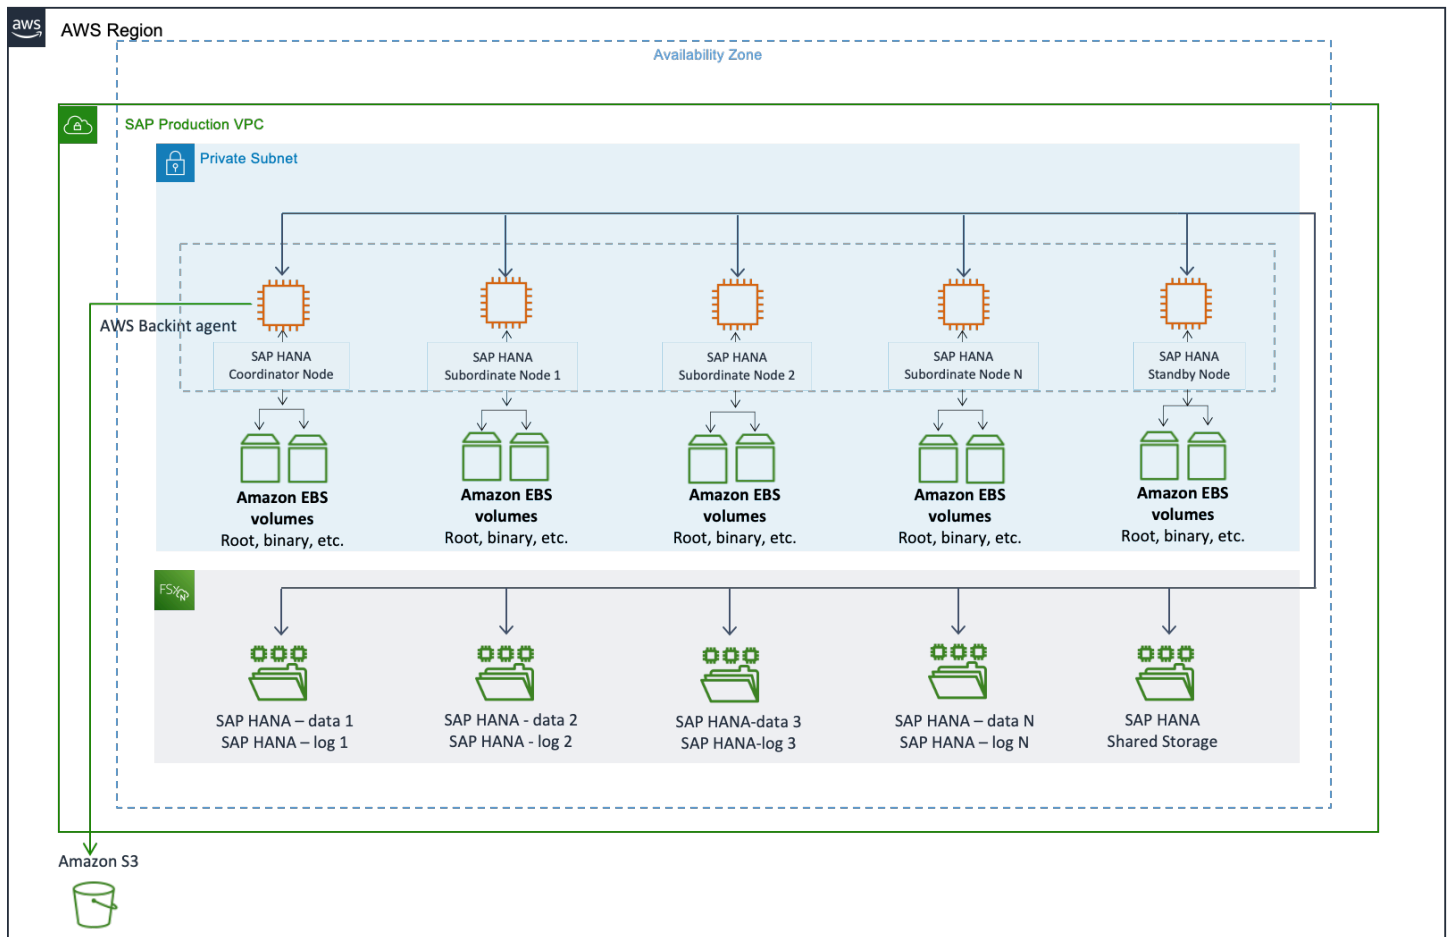 aws
AWS Region
Availability Zone
SAP Production VPC
Private Subnet
AWS Backint agent
SAP HANA
Coordinator Node
SAP HANA
Subordinate Node 1
SAP HANA
Subordinate Node 2
SAP HANA
Subordinate Node N
SAP HANA
Standby Node
Amazon EBS
volumes
Root, binary, etc.
Amazon EBS
volumes
Root, binary, etc.
Amazon EBS
volumes
Root, binary, etc.
Amazon EBS
volumes
Root, binary, etc.
Amazon EBS
volumes
Root, binary, etc.
FSx
N
SAP HANA – data 1
SAP HANA – log 1
SAP HANA - data 2
SAP HANA - log 2
SAP HANA-data 3
SAP HANA-log 3
SAP HANA – data N
SAP HANA – log N
SAP HANA
Shared Storage
Amazon S3